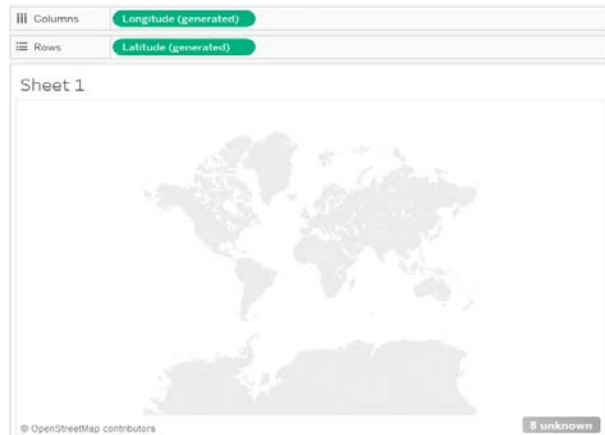 Columns Longitude (generated)
Rows Latitude (generated)
Sheet 1
© OpenStreetMap contributors
8 unknown